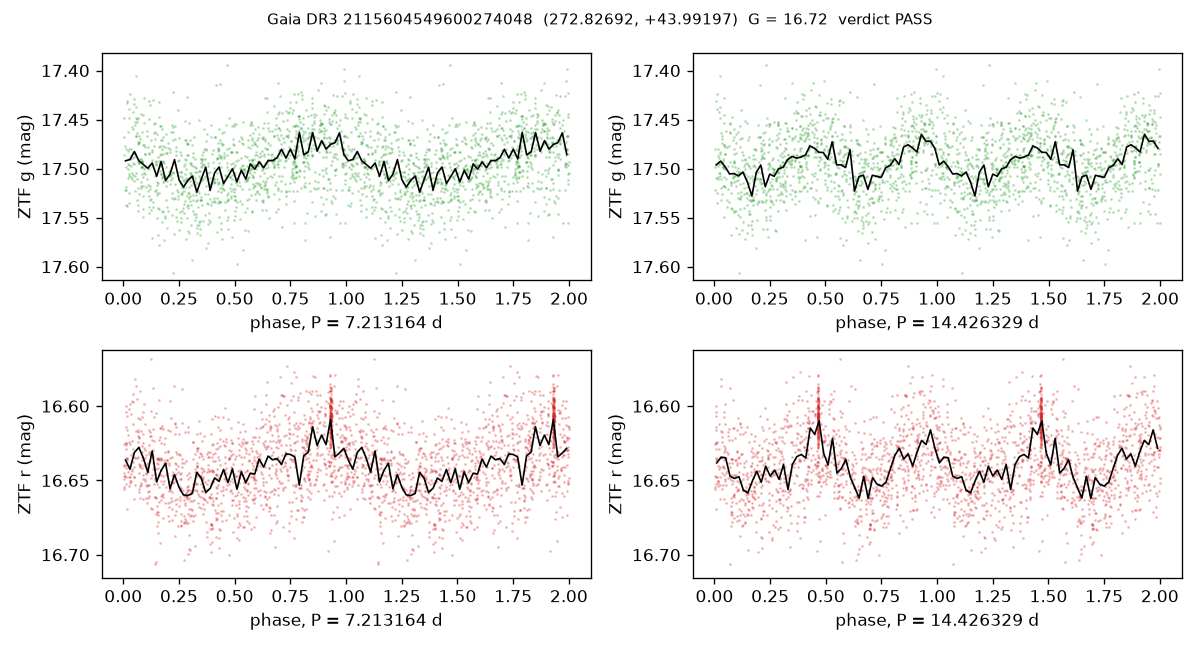 Gaia DR3 2115604549600274048  (272.82692, +43.99197)  G = 16.72  verdict PASS
17.40
17.45
17.50
17.55
17.60
ZTF g (mag)
0.00 0.25 0.50 0.75 1.00 1.25 1.50 1.75 2.00
phase, P = 7.213164 d
17.40
17.45
17.50
17.55
17.60
ZTF g (mag)
0.00 0.25 0.50 0.75 1.00 1.25 1.50 1.75 2.00
phase, P = 14.426329 d
16.60
16.65
16.70
ZTF r (mag)
0.00 0.25 0.50 0.75 1.00 1.25 1.50 1.75 2.00
phase, P = 7.213164 d
16.60
16.65
16.70
ZTF r (mag)
0.00 0.25 0.50 0.75 1.00 1.25 1.50 1.75 2.00
phase, P = 14.426329 d